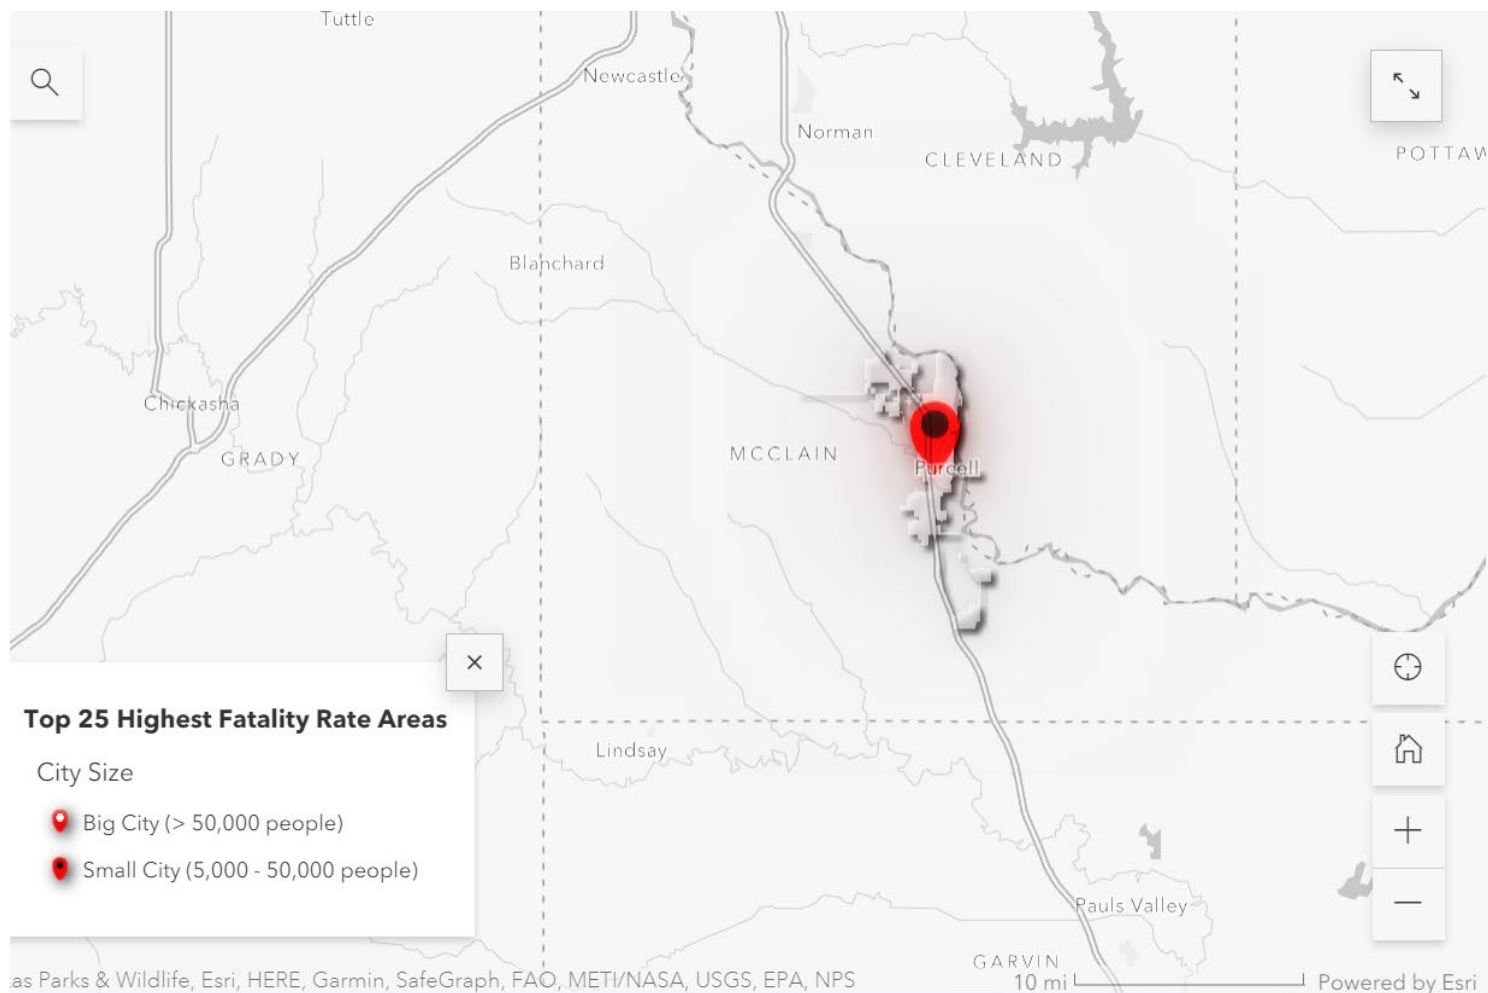 Tuttle
Newcastle
Norman
CLEVELAND
POTTAW
Blanchard
Chickasha
GRADY
MCCLAIN
Purcell
Top 25 Highest Fatality Rate Areas
City Size
Big City (> 50,000 people)
Small City (5,000 - 50,000 people)
Lindsay
Pauls Valley
GARVIN
as Parks & Wildlife, Esri, HERE, Garmin, SafeGraph, FAO, METI/NASA, USGS, EPA, NPS
10 mi
Powered by Esri